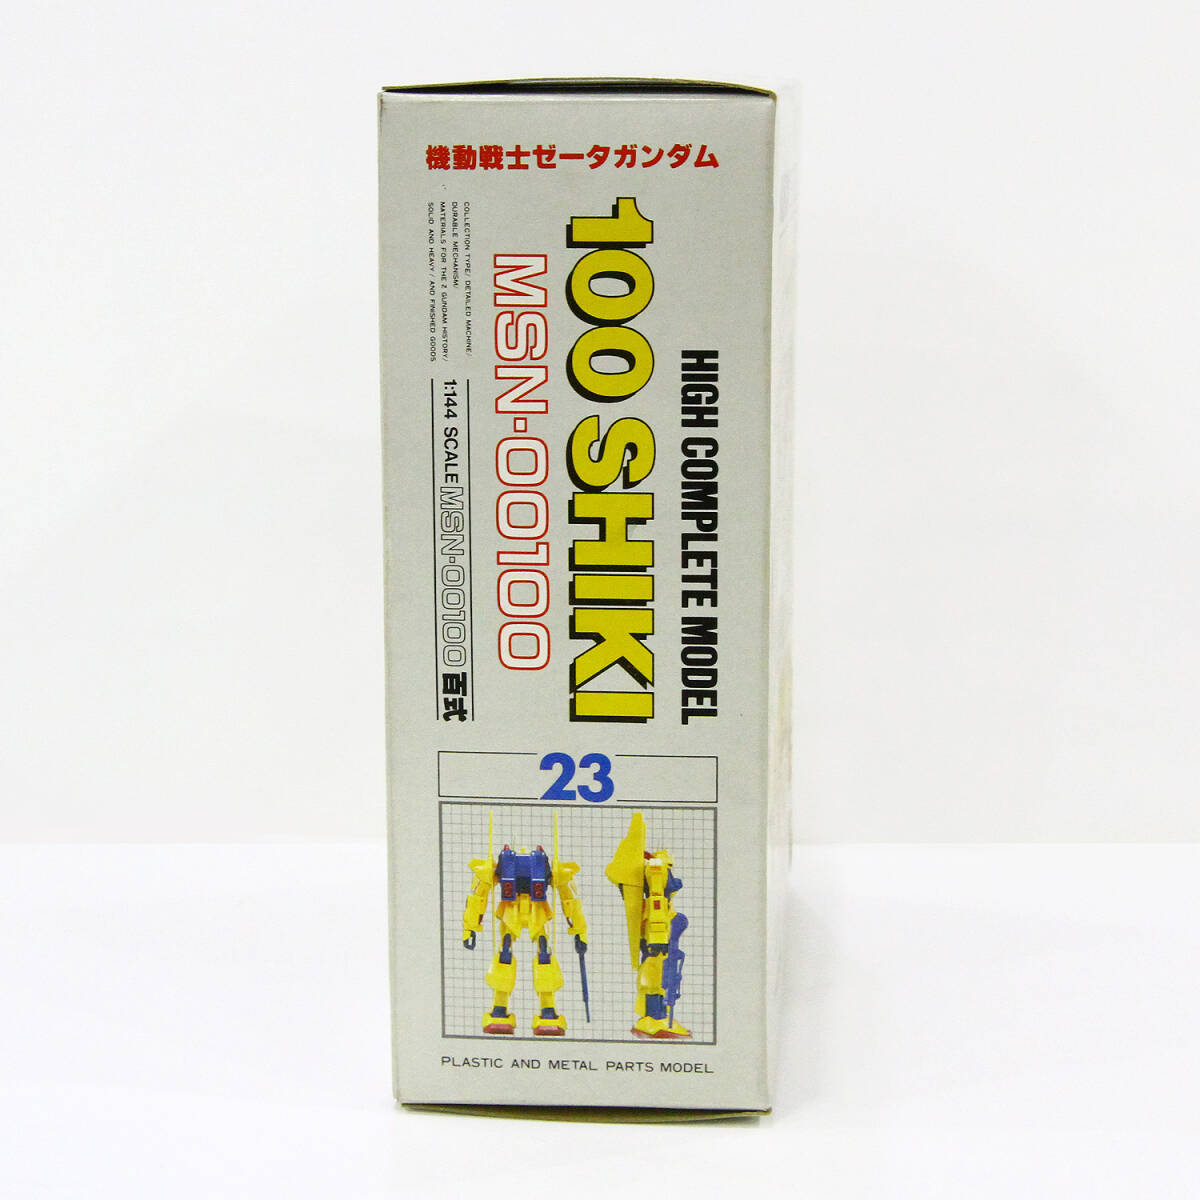 機動戦士ゼータガンダム
HIGH COMPLETE MODEL
100 SHIKI
MSN-00100
COLLECTION TYPE/ DETAILED MACHINE/
DURABLE MECHANISM/
MATERIALS FOR THE Z GUNDAM HISTORY/
SOLID AND HEAVY/ AND FINISHED GOODS
1:144 SCALE MSN-00100 百式
23
PLASTIC AND METAL PARTS MODEL